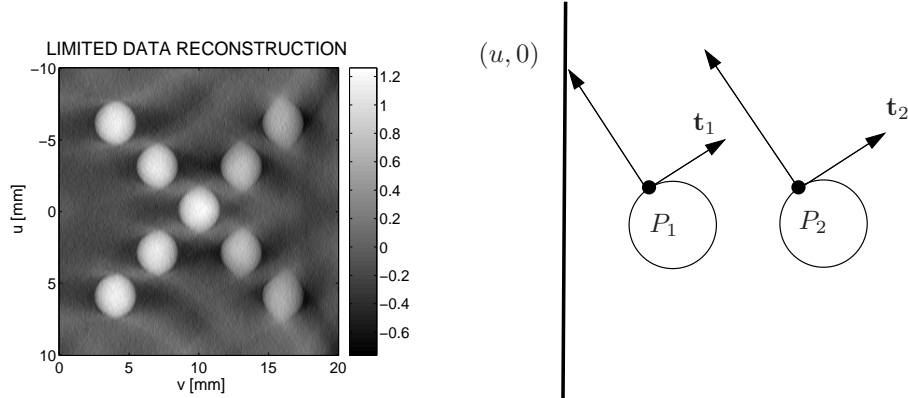 LIMITED DATA RECONSTRUCTION
−10
−5
0
5
10
u [mm]
0
5
10
15
20
v [mm]
1.2
1
0.8
0.6
0.4
0.2
0
−0.2
−0.4
−0.6
(u, 0)
t₁
t₂
P₁
P₂